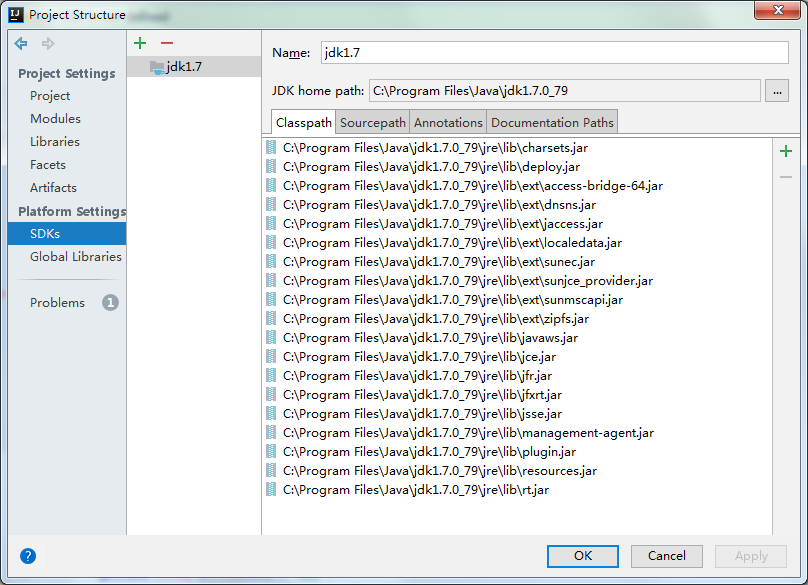 Project Structure
Project Settings
Project
Modules
Libraries
Facets
Artifacts
Platform Settings
SDKs
Global Libraries
Problems 1
jdk1.7
Name: jdk1.7
JDK home path: C:\Program Files\Java\jdk1.7.0_79 ...
Classpath Sourcepath Annotations Documentation Paths
C:\Program Files\Java\jdk1.7.0_79\jre\lib\charsets.jar
C:\Program Files\Java\jdk1.7.0_79\jre\lib\deploy.jar
C:\Program Files\Java\jdk1.7.0_79\jre\lib\ext\access-bridge-64.jar
C:\Program Files\Java\jdk1.7.0_79\jre\lib\ext\dnsns.jar
C:\Program Files\Java\jdk1.7.0_79\jre\lib\ext\jaccess.jar
C:\Program Files\Java\jdk1.7.0_79\jre\lib\ext\localedata.jar
C:\Program Files\Java\jdk1.7.0_79\jre\lib\ext\sunec.jar
C:\Program Files\Java\jdk1.7.0_79\jre\lib\ext\sunjce_provider.jar
C:\Program Files\Java\jdk1.7.0_79\jre\lib\ext\sunmscapi.jar
C:\Program Files\Java\jdk1.7.0_79\jre\lib\ext\zipfs.jar
C:\Program Files\Java\jdk1.7.0_79\jre\lib\javaws.jar
C:\Program Files\Java\jdk1.7.0_79\jre\lib\jce.jar
C:\Program Files\Java\jdk1.7.0_79\jre\lib\jfr.jar
C:\Program Files\Java\jdk1.7.0_79\jre\lib\jfxrt.jar
C:\Program Files\Java\jdk1.7.0_79\jre\lib\jsse.jar
C:\Program Files\Java\jdk1.7.0_79\jre\lib\management-agent.jar
C:\Program Files\Java\jdk1.7.0_79\jre\lib\plugin.jar
C:\Program Files\Java\jdk1.7.0_79\jre\lib\resources.jar
C:\Program Files\Java\jdk1.7.0_79\jre\lib\rt.jar
? OK Cancel Apply